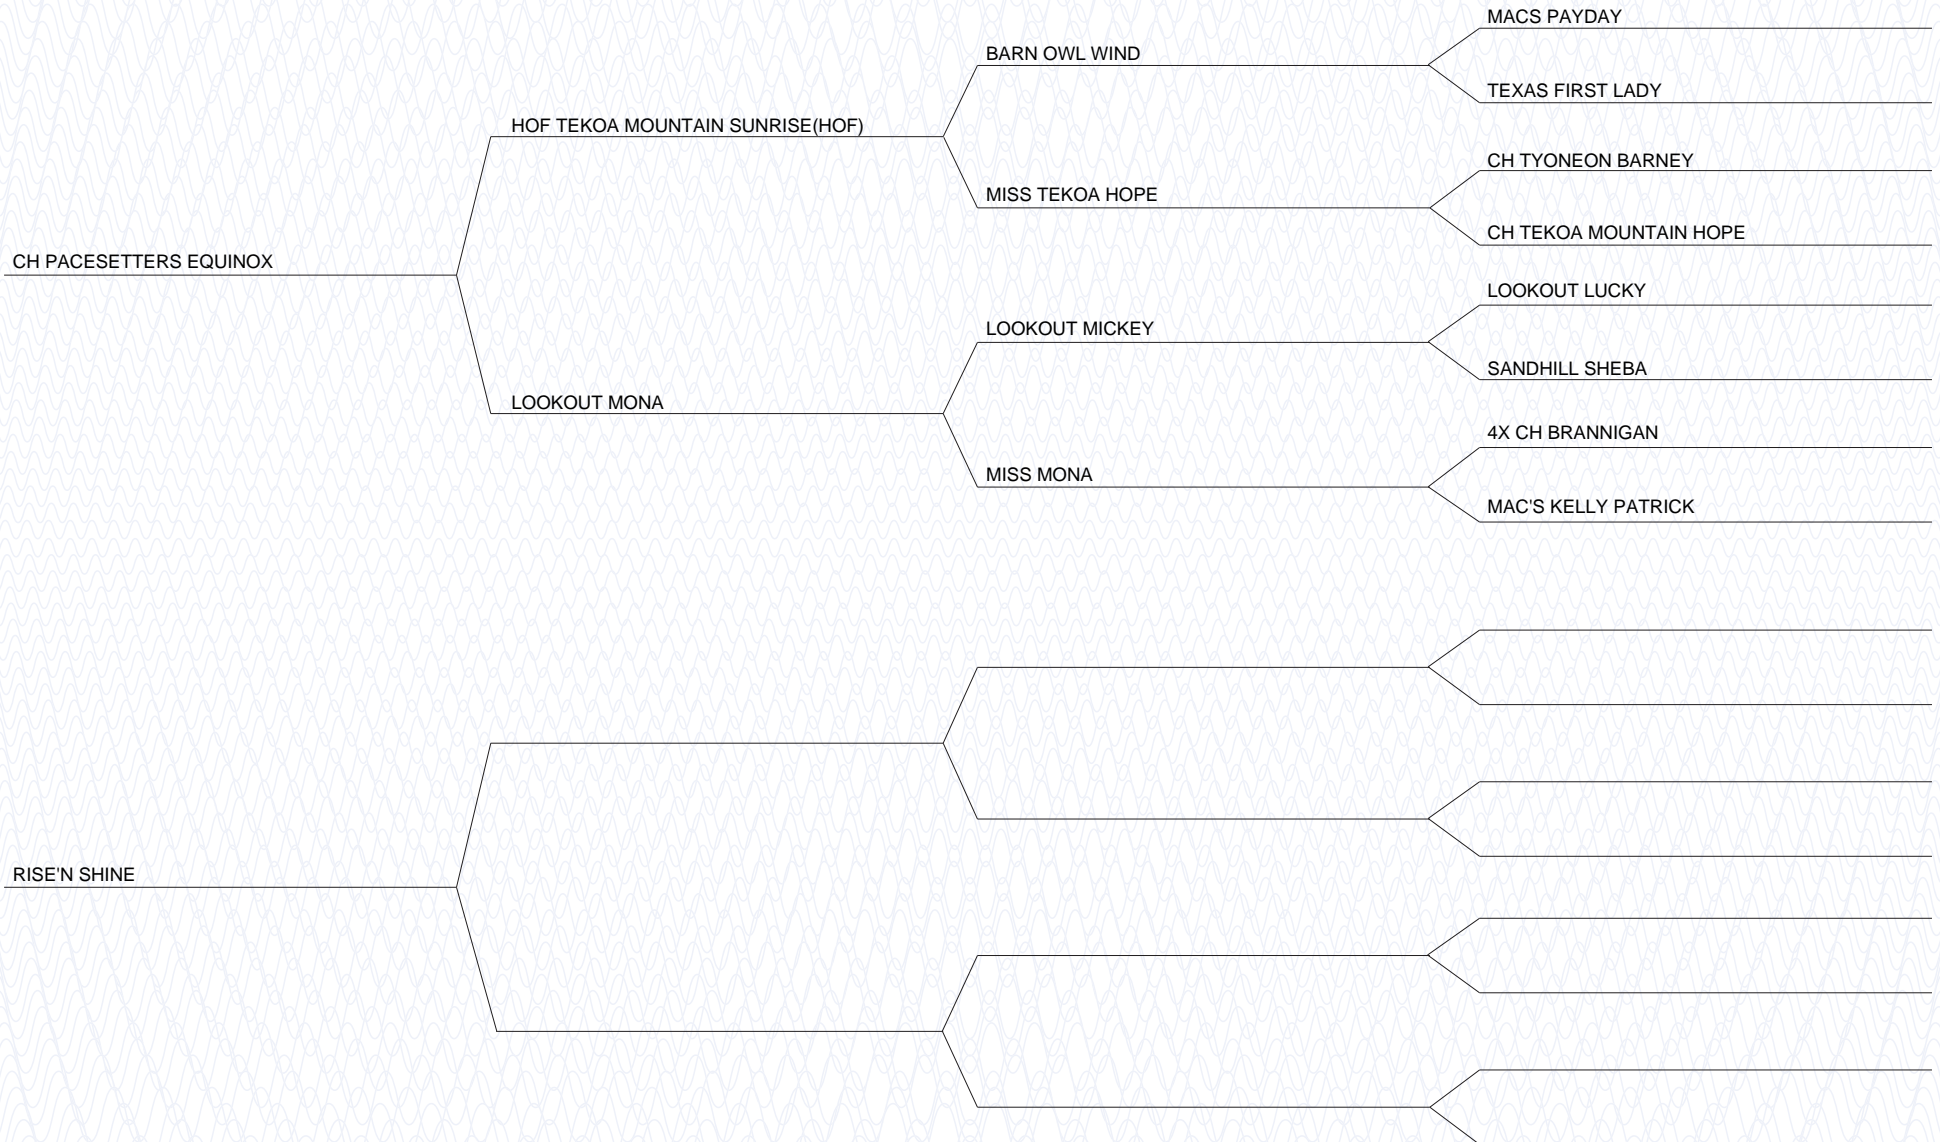 MACS PAYDAY
BARN OWL WIND
TEXAS FIRST LADY
HOF TEKOA MOUNTAIN SUNRISE(HOF)
CH TYONEON BARNEY
MISS TEKOA HOPE
CH TEKOA MOUNTAIN HOPE
CH PACESETTERS EQUINOX
LOOKOUT LUCKY
LOOKOUT MICKEY
SANDHILL SHEBA
LOOKOUT MONA
4X CH BRANNIGAN
MISS MONA
MAC'S KELLY PATRICK
RISE'N SHINE